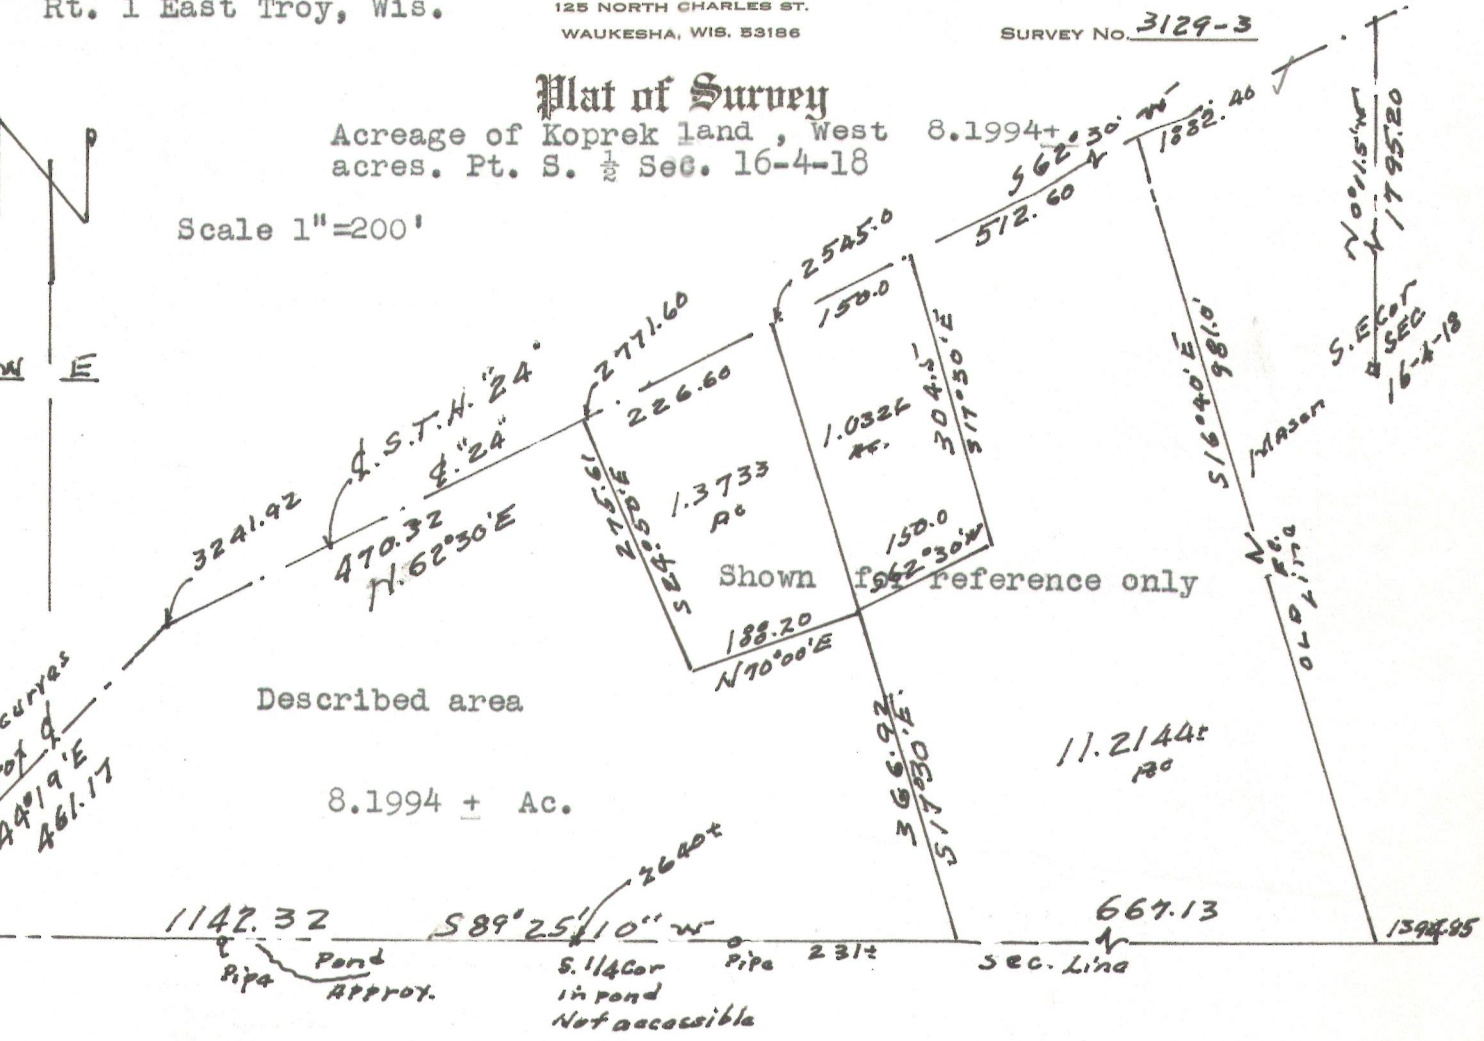 Rt. 1 East Troy, Wis.
125 NORTH CHARLES ST.
WAUKESHA, WIS. 53186
SURVEY No. 3129-3
Plat of Survey
Acreage of Koprek land , West 8.1994±
acres. Pt. S. ½ Sec. 16-4-18
Scale 1"=200'
W E
S 62°30' W
1882.40
512.60
N 0°11.5" W
1795.20
S.E Cor
SEC
16-4-18
2545.0
150.0
2771.60
226.60
℄. S.T.H. "24"
℄. "24"
3241.92
470.32
N. 62°30'E
275.61
S24°50'E
1.3733
Ac
1.032
Ac.
304.5
S17°30'E
S16°40'E
981.0'
Mason
OLD Line
150.0
S62°30'W
Shown for reference only
188.20
N70°00'E
Described area
8.1994 ± Ac.
44°19'E
461.17
366.92
S17°30'E.
11.2144±
Ac
2640±
1142.32
S89°25'10" W
667.13
Pipe
Pond
Approx.
S. 1/4 Cor
in pond
Not accessible
Pipe
231±
Sec. Line